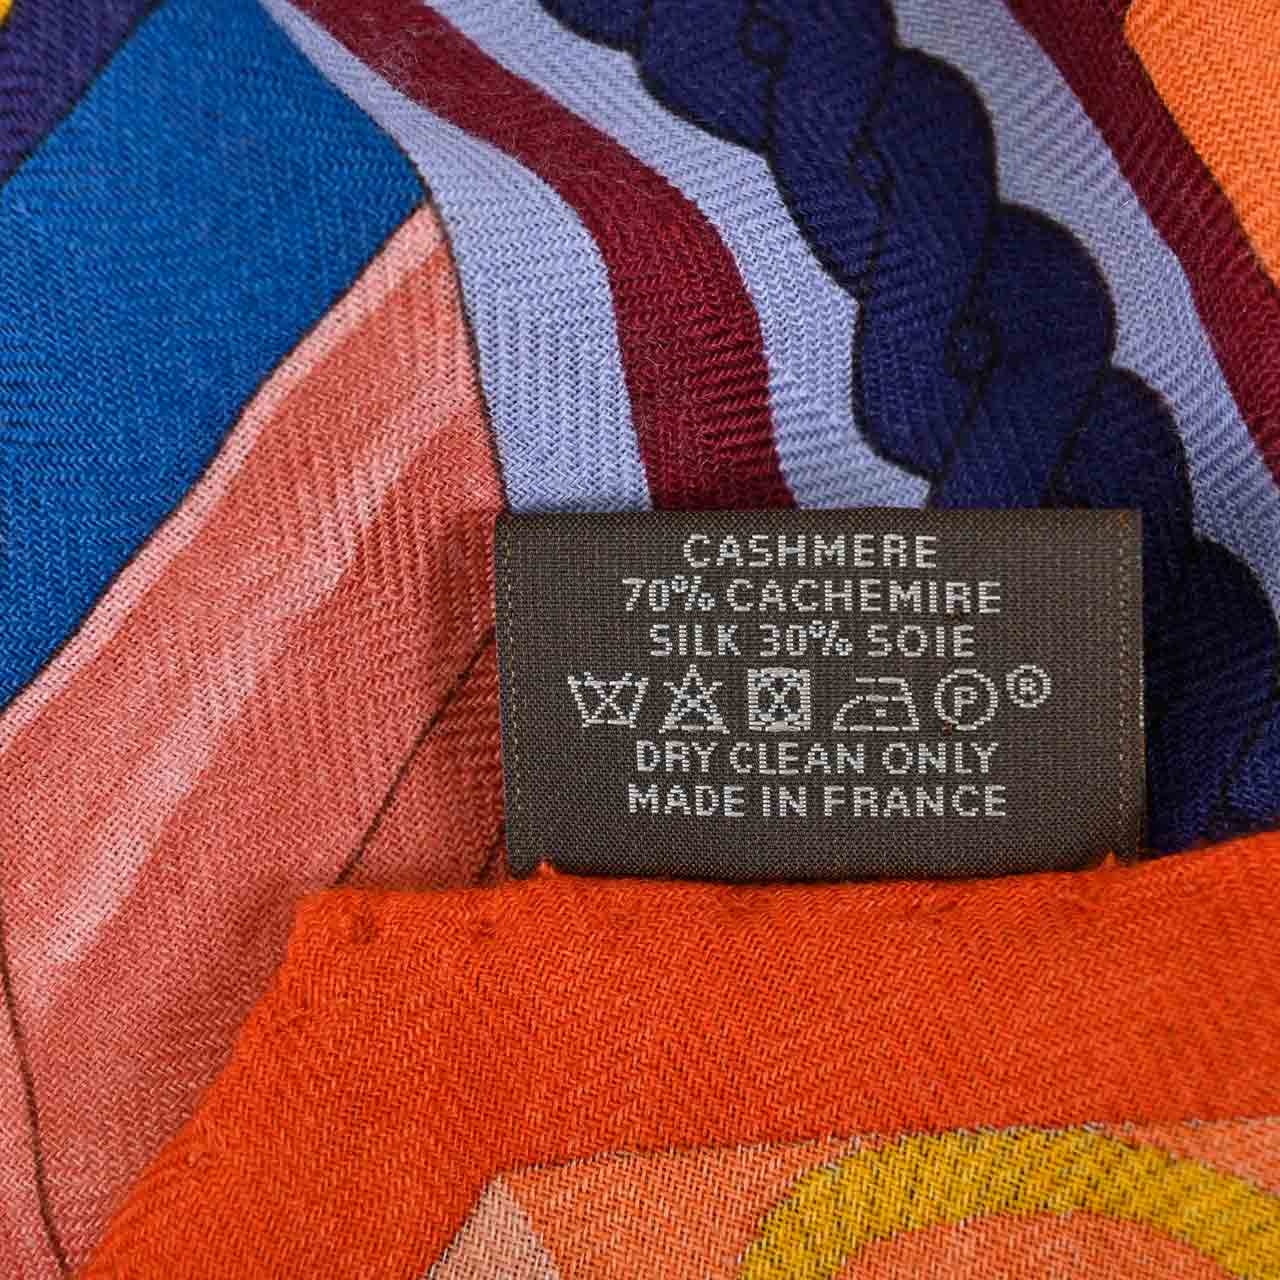 CASHMERE
70% CACHEMIRE
SILK 30% SOIE
P ®
DRY CLEAN ONLY
MADE IN FRANCE